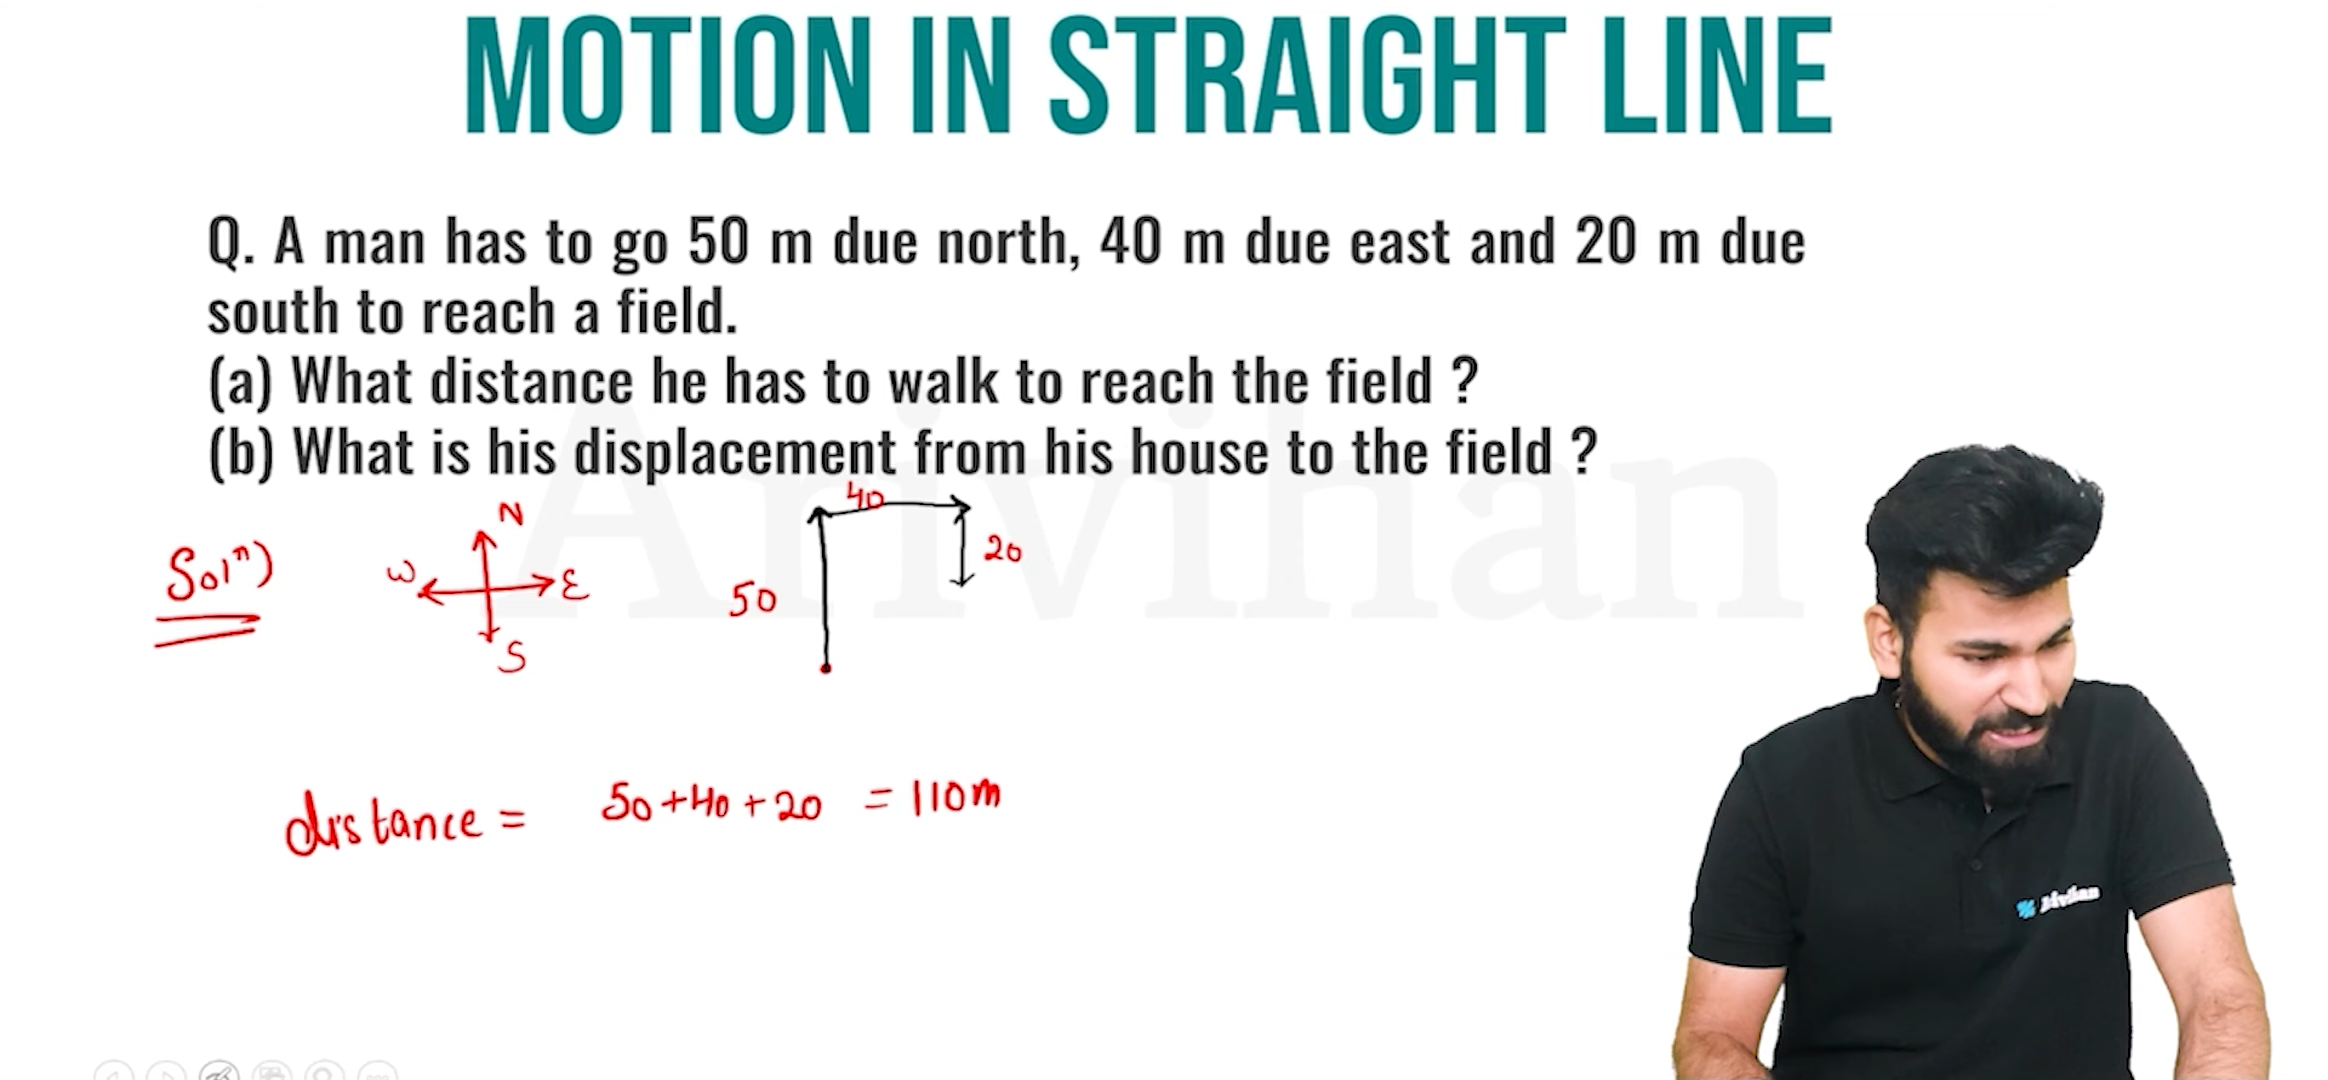 MOTION IN STRAIGHT LINE
Q. A man has to go 50 m due north, 40 m due east and 20 m due
south to reach a field.
(a) What distance he has to walk to reach the field ?
(b) What is his displacement from his house to the field ?
Arivihan
Solⁿ)
N
W
E
S
40
20
50
distance = 50+40+20 = 110m
Arivihan